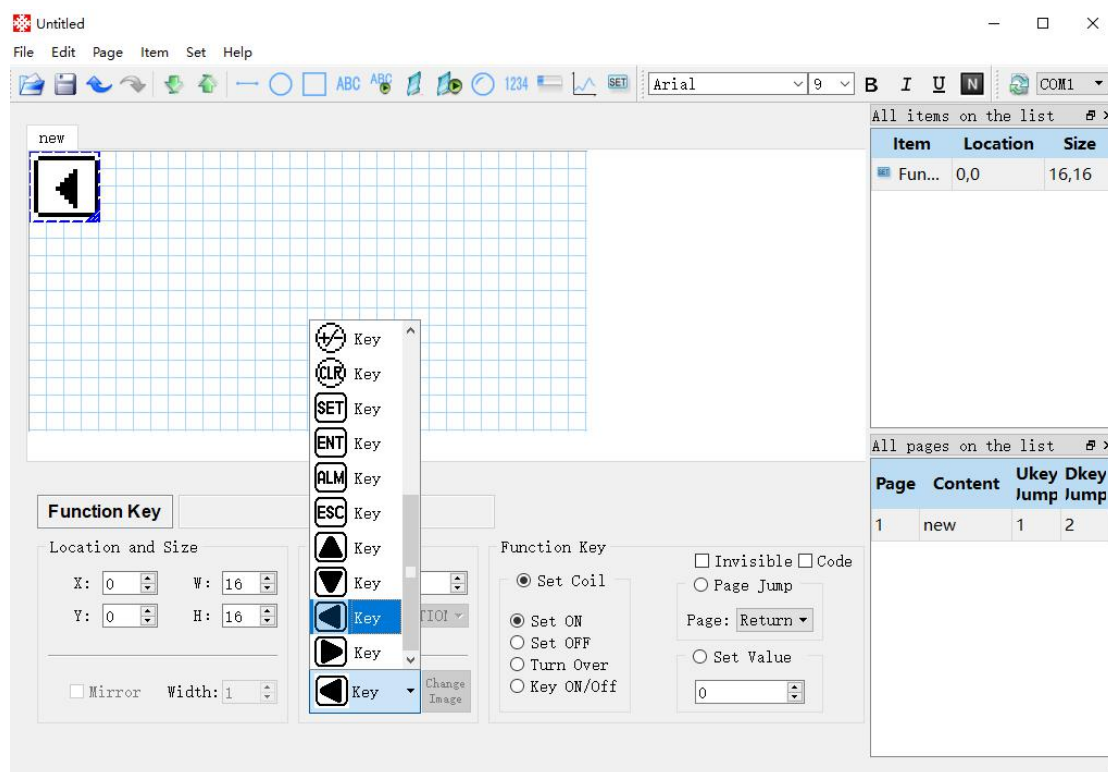 Untitled
File Edit Page Item Set Help
ABC ABC 1234 SET Arial 9 B I U N COM1
All items on the list
Item Location Size
Fun... 0,0 16,16
new
+/- Key
CLR Key
SET Key
ENT Key
ALM Key
ESC Key
Key
Key
Key
Key
Key
All pages on the list
Page Content Ukey Jump Dkey Jump
1 new 1 2
Function Key
Location and Size
X: 0 W: 16
Y: 0 H: 16
Mirror Width: 1
Change
Image
Function Key
Set Coil
Set ON
Set OFF
Turn Over
Key ON/Off
Invisible Code
Page Jump
Page: Return
Set Value
0